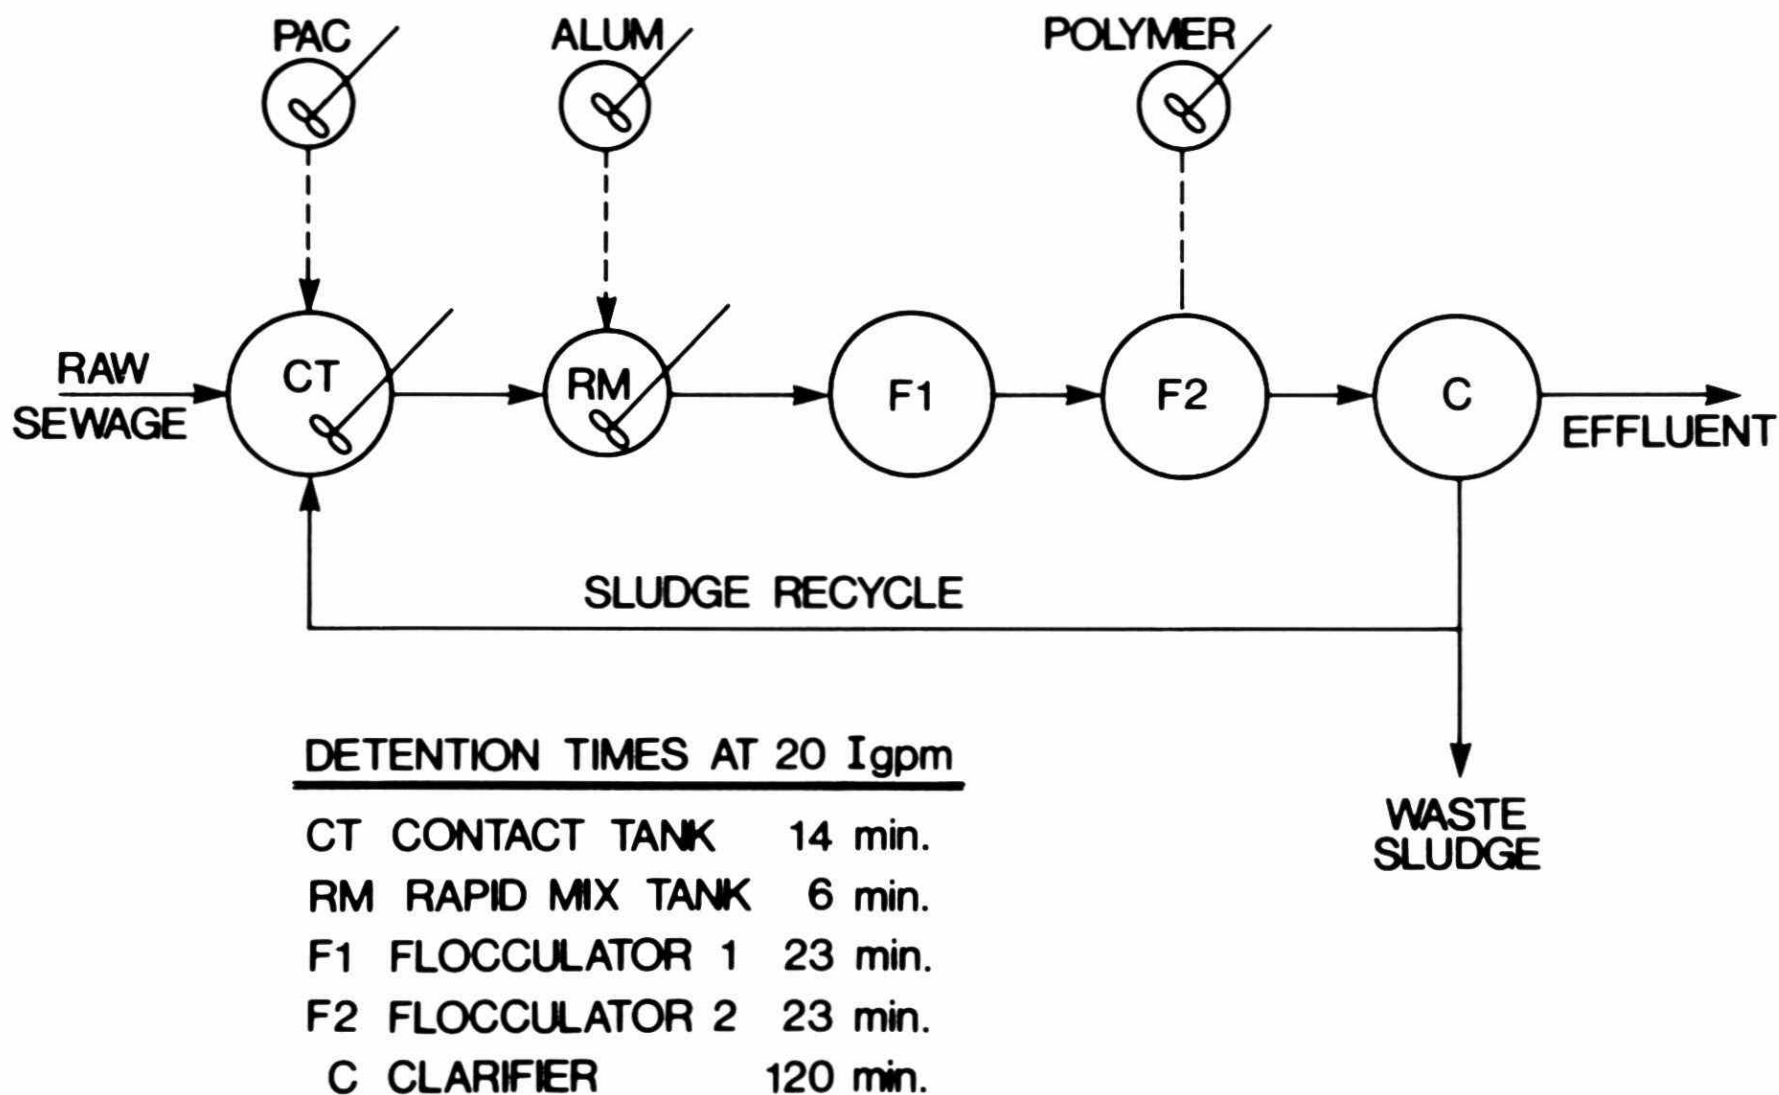 PAC
ALUM
POLYMER
RAW
SEWAGE
CT
RM
F1
F2
C
EFFLUENT
SLUDGE RECYCLE
WASTE
SLUDGE
DETENTION TIMES AT 20 Igpm
CT CONTACT TANK 14 min.
RM RAPID MIX TANK 6 min.
F1 FLOCCULATOR 1 23 min.
F2 FLOCCULATOR 2 23 min.
C CLARIFIER 120 min.